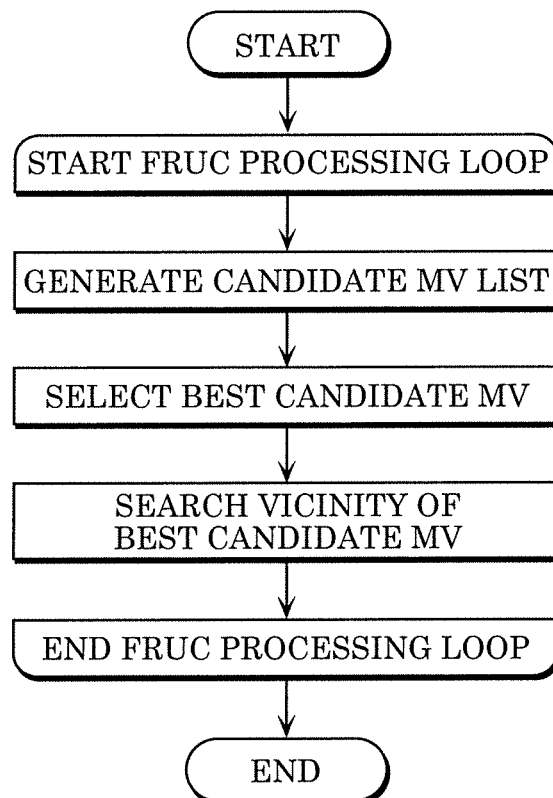 START
START FRUC PROCESSING LOOP
GENERATE CANDIDATE MV LIST
SELECT BEST CANDIDATE MV
SEARCH VICINITY OF
BEST CANDIDATE MV
END FRUC PROCESSING LOOP
END